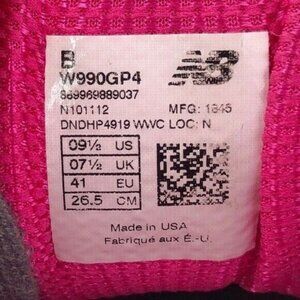 B
W990GP4
889969889037
N101112 MFG: 1645
DNDHP4919 WWC LOC: N
09½ US
07½ UK
41 EU
26.5 CM
Made in USA
Fabriqué aux É.-U.